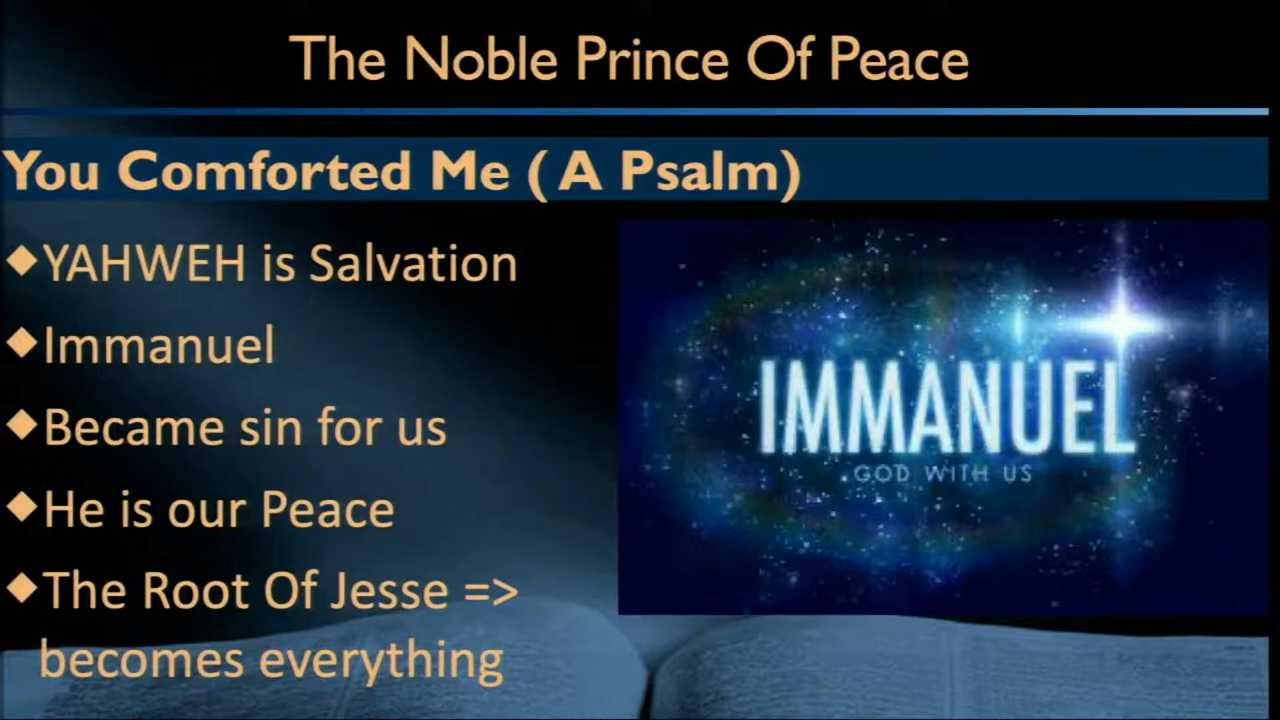 The Noble Prince Of Peace
You Comforted Me ( A Psalm)
◆YAHWEH is Salvation
◆Immanuel
◆Became sin for us
◆He is our Peace
◆The Root Of Jesse =>
becomes everything
IMMANUEL
GOD WITH US